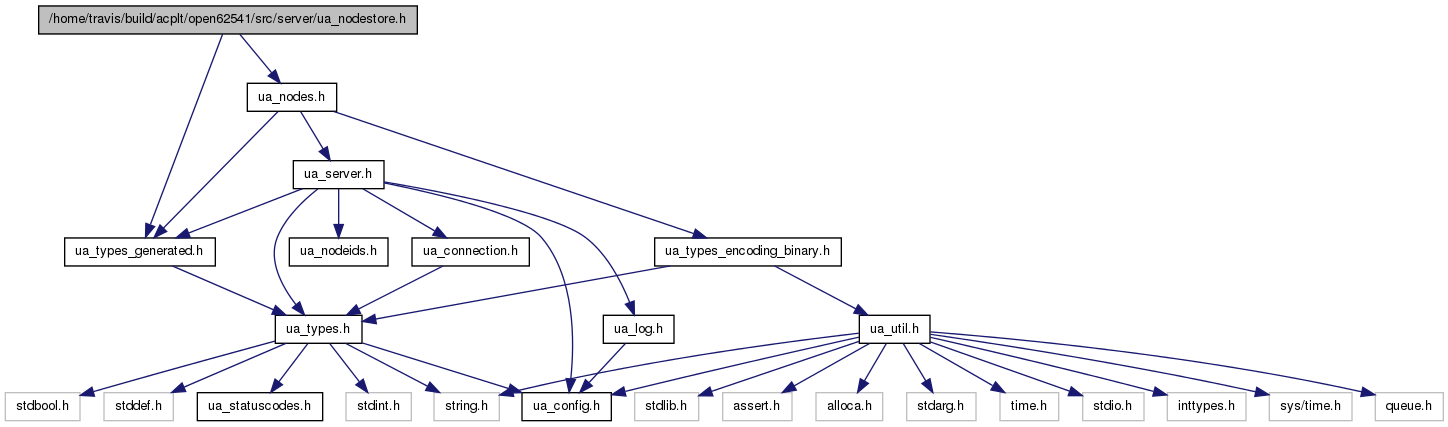 /home/travis/build/acplt/open62541/src/server/ua_nodestore.h
ua_nodes.h
ua_server.h
ua_types_generated.h
ua_nodeids.h
ua_connection.h
ua_types_encoding_binary.h
ua_types.h
ua_log.h
ua_util.h
stdbool.h
stddef.h
ua_statuscodes.h
stdint.h
string.h
ua_config.h
stdlib.h
assert.h
alloca.h
stdarg.h
time.h
stdio.h
inttypes.h
sys/time.h
queue.h